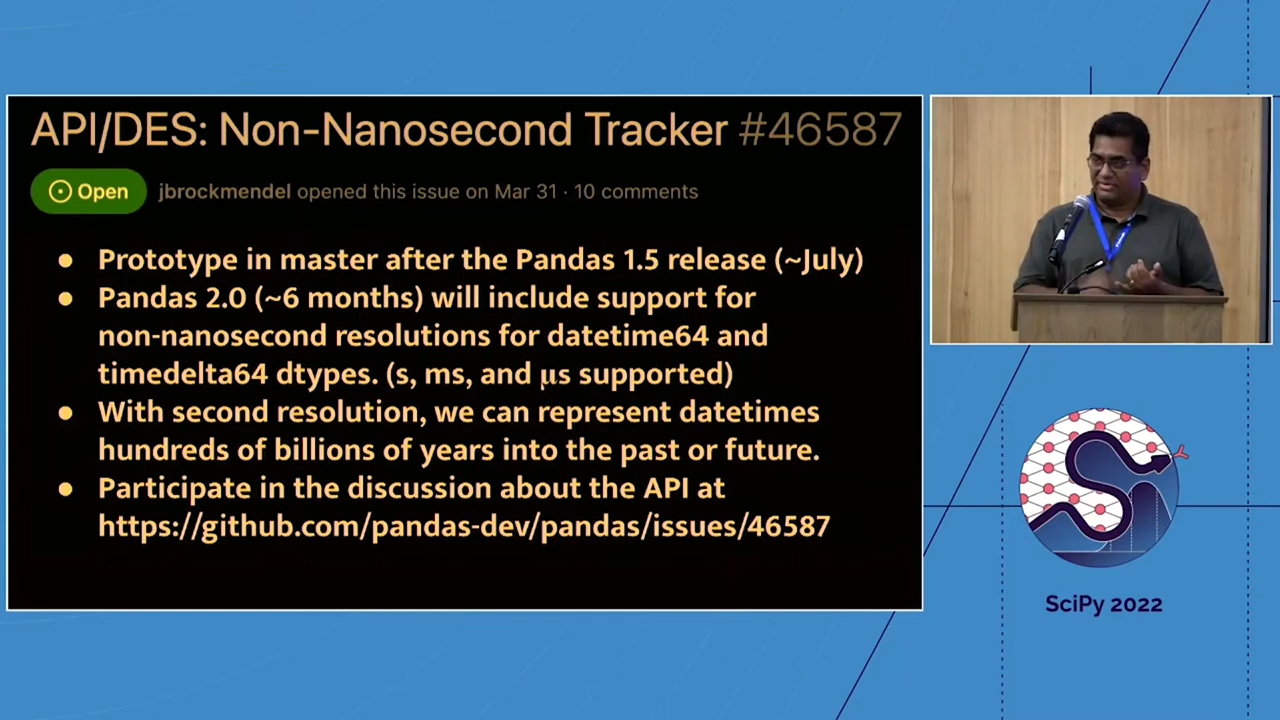 API/DES: Non-Nanosecond Tracker #46587
Open jbrockmendel opened this issue on Mar 31 · 10 comments
● Prototype in master after the Pandas 1.5 release (~July)
● Pandas 2.0 (~6 months) will include support for
non-nanosecond resolutions for datetime64 and
timedelta64 dtypes. (s, ms, and µs supported)
● With second resolution, we can represent datetimes
hundreds of billions of years into the past or future.
● Participate in the discussion about the API at
https://github.com/pandas-dev/pandas/issues/46587
SciPy 2022